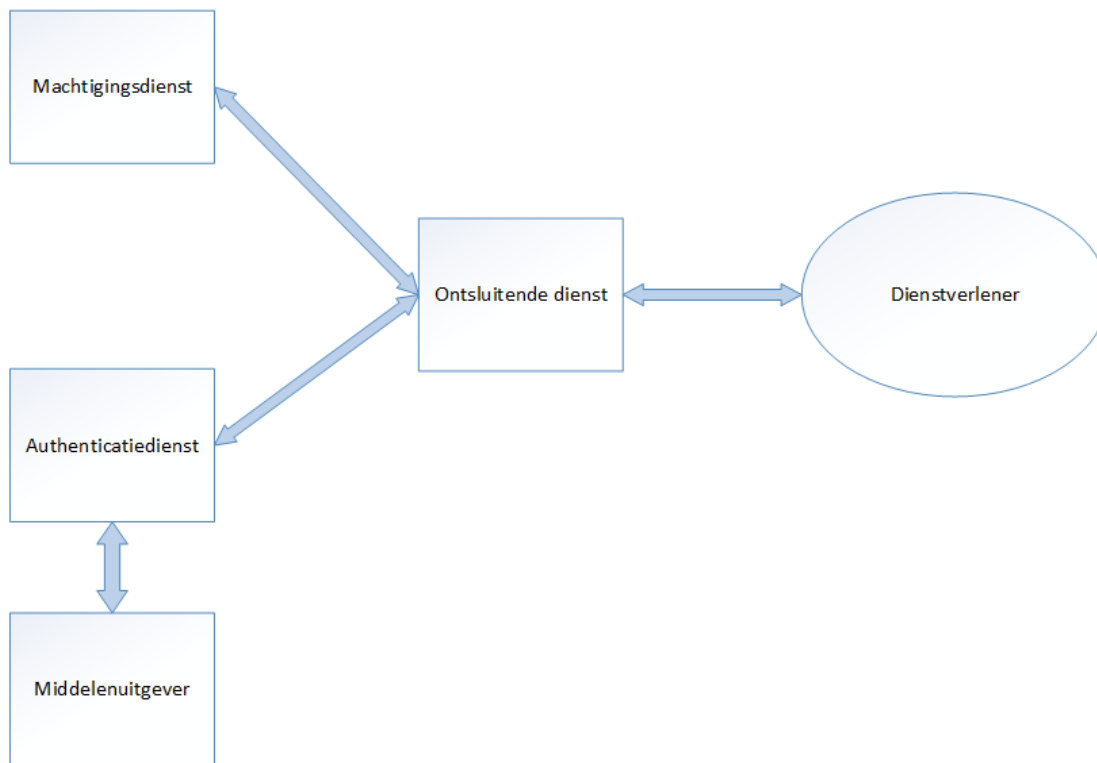 Machtigingsdienst
Ontsluitende dienst
Dienstverlener
Authenticatiedienst
Middelenuitgever